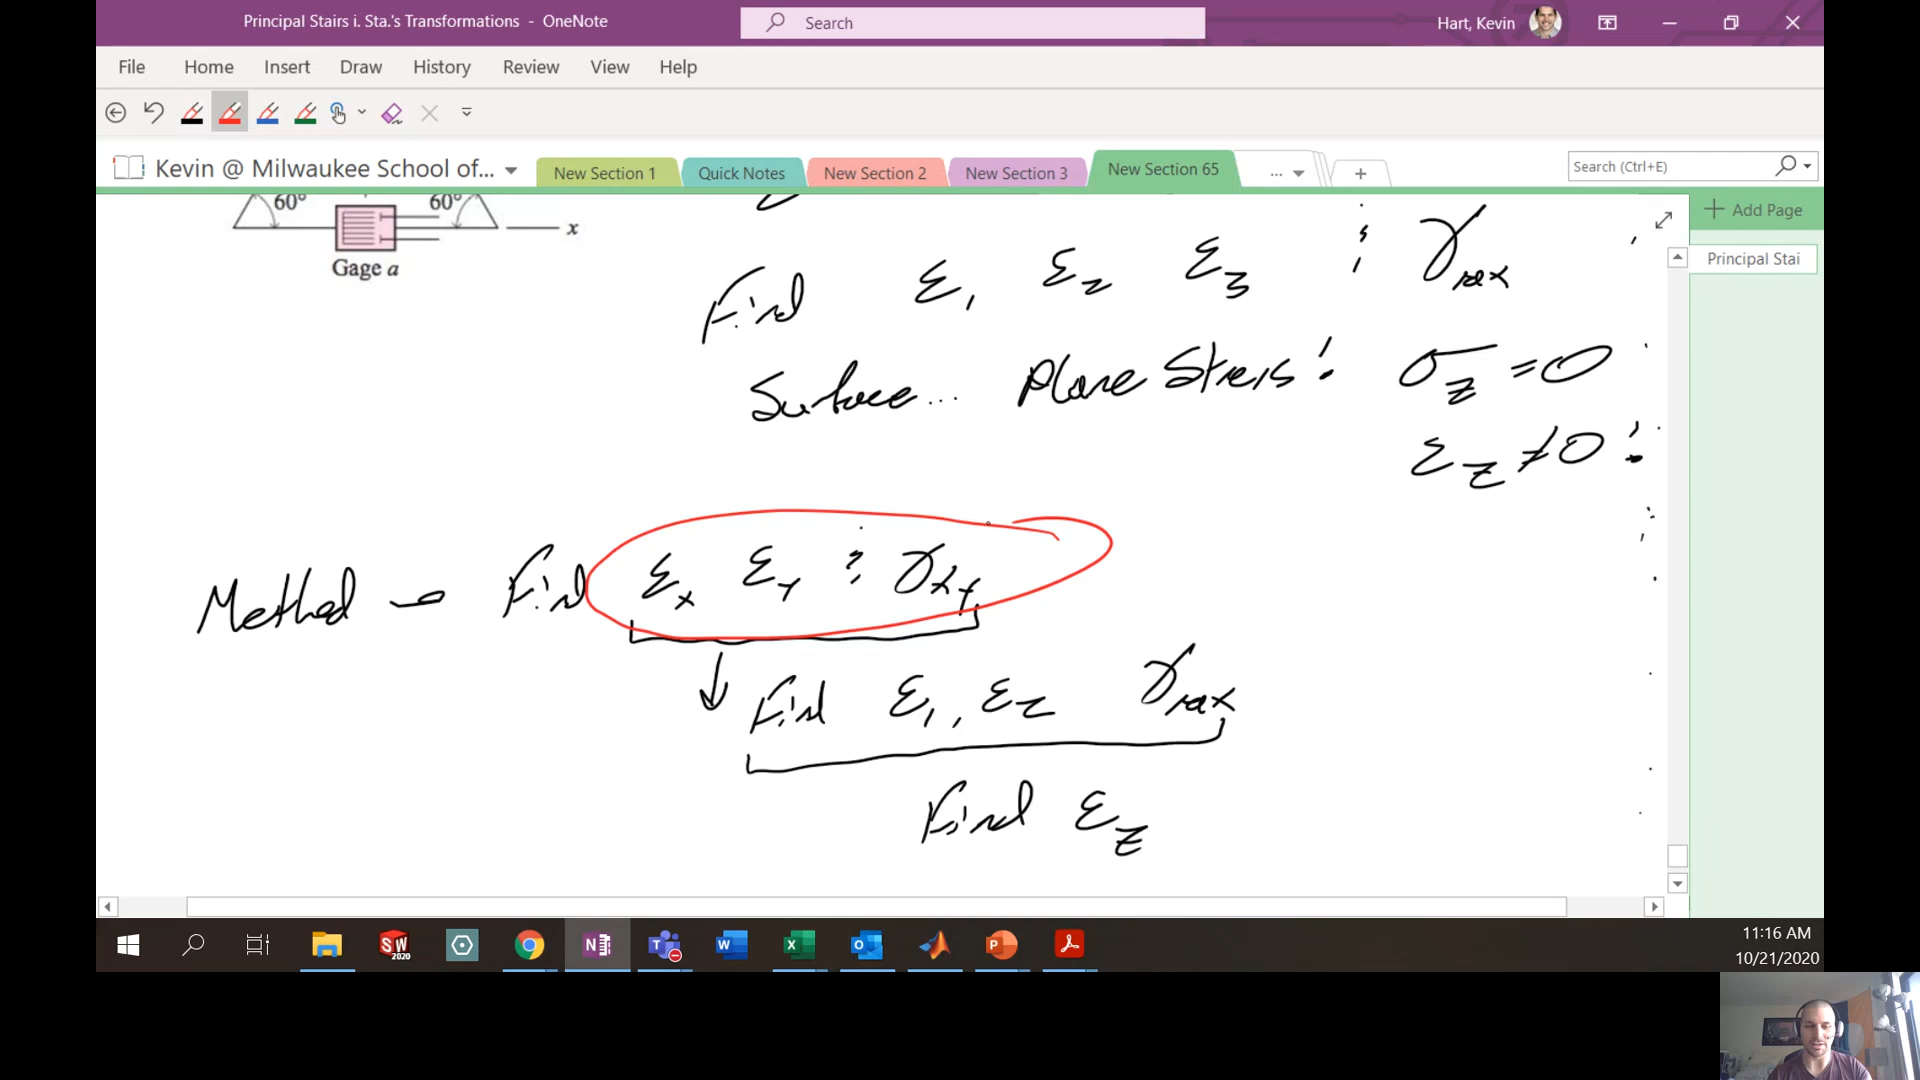 Principal Stairs i. Sta.'s Transformations - OneNote
Search
Hart, Kevin
File Home Insert Draw History Review View Help
Kevin @ Milwaukee School of...
New Section 1
Quick Notes
New Section 2
New Section 3
New Section 65
...
Search (Ctrl+E)
Add Page
Principal Stai
60°
60°
x
Gage a
Find ε₁ ε₂ ε₃ & γmax
Surface... Plane Stress! σz = 0
εz ≠ 0!
Method → Find εx εy & γxy
↓ Find ε₁, ε₂ γmax
Find εz
SW 2020
11:16 AM
10/21/2020